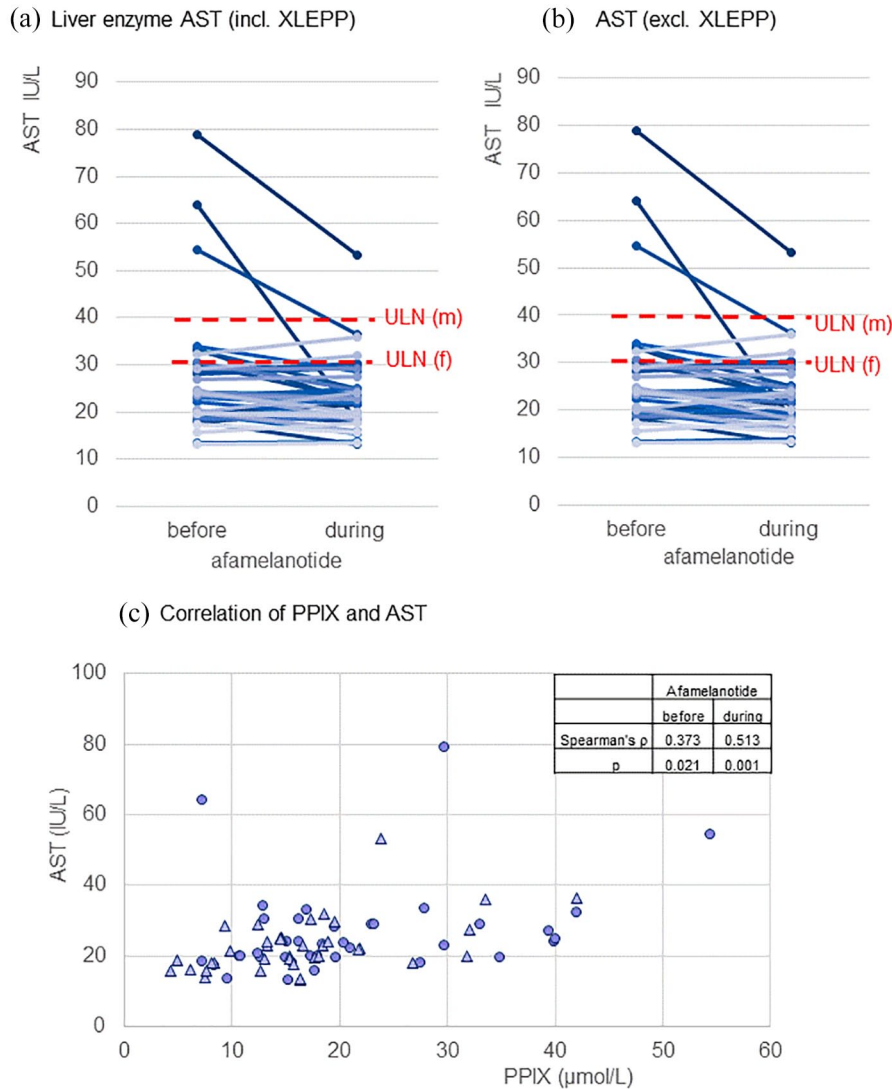 (a) Liver enzyme AST (incl. XLEPP)
AST IU/L
90
80
70
60
50
40
30
20
10
0
ULN (m)
ULN (f)
before during
afamelanotide
(b) AST (excl. XLEPP)
AST IU/L
90
80
70
60
50
40
30
20
10
0
ULN (m)
ULN (f)
before during
afamelanotide
(c) Correlation of PPIX and AST
AST (IU/L)
100
80
60
40
20
0
Afamelanotide
before during
Spearman's ρ 0.373 0.513
p 0.021 0.001
0 10 20 30 40 50 60
PPIX (µmol/L)